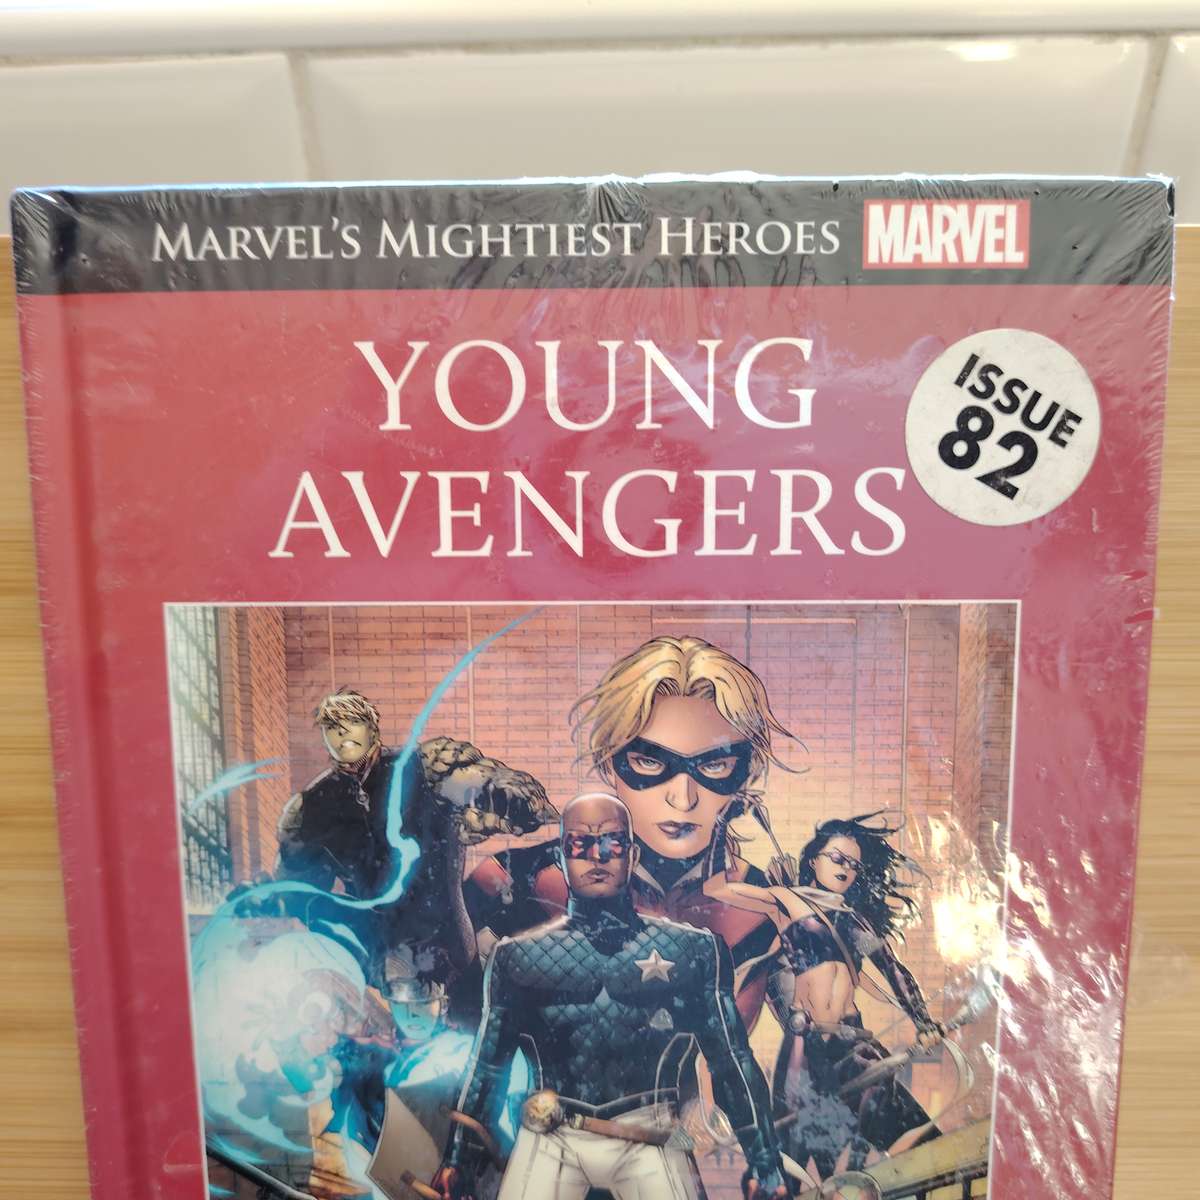 MARVEL'S MIGHTIEST HEROES MARVEL
YOUNG
AVENGERS
ISSUE
82